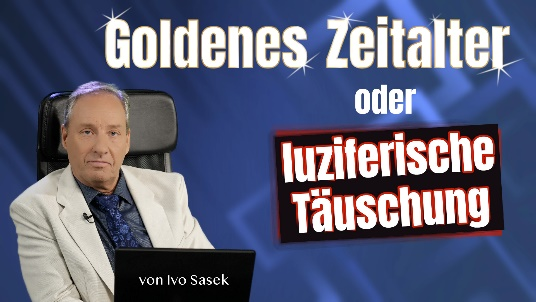 Goldenes Zeitalter
oder
luziferische
Täuschung
von Ivo Sasek